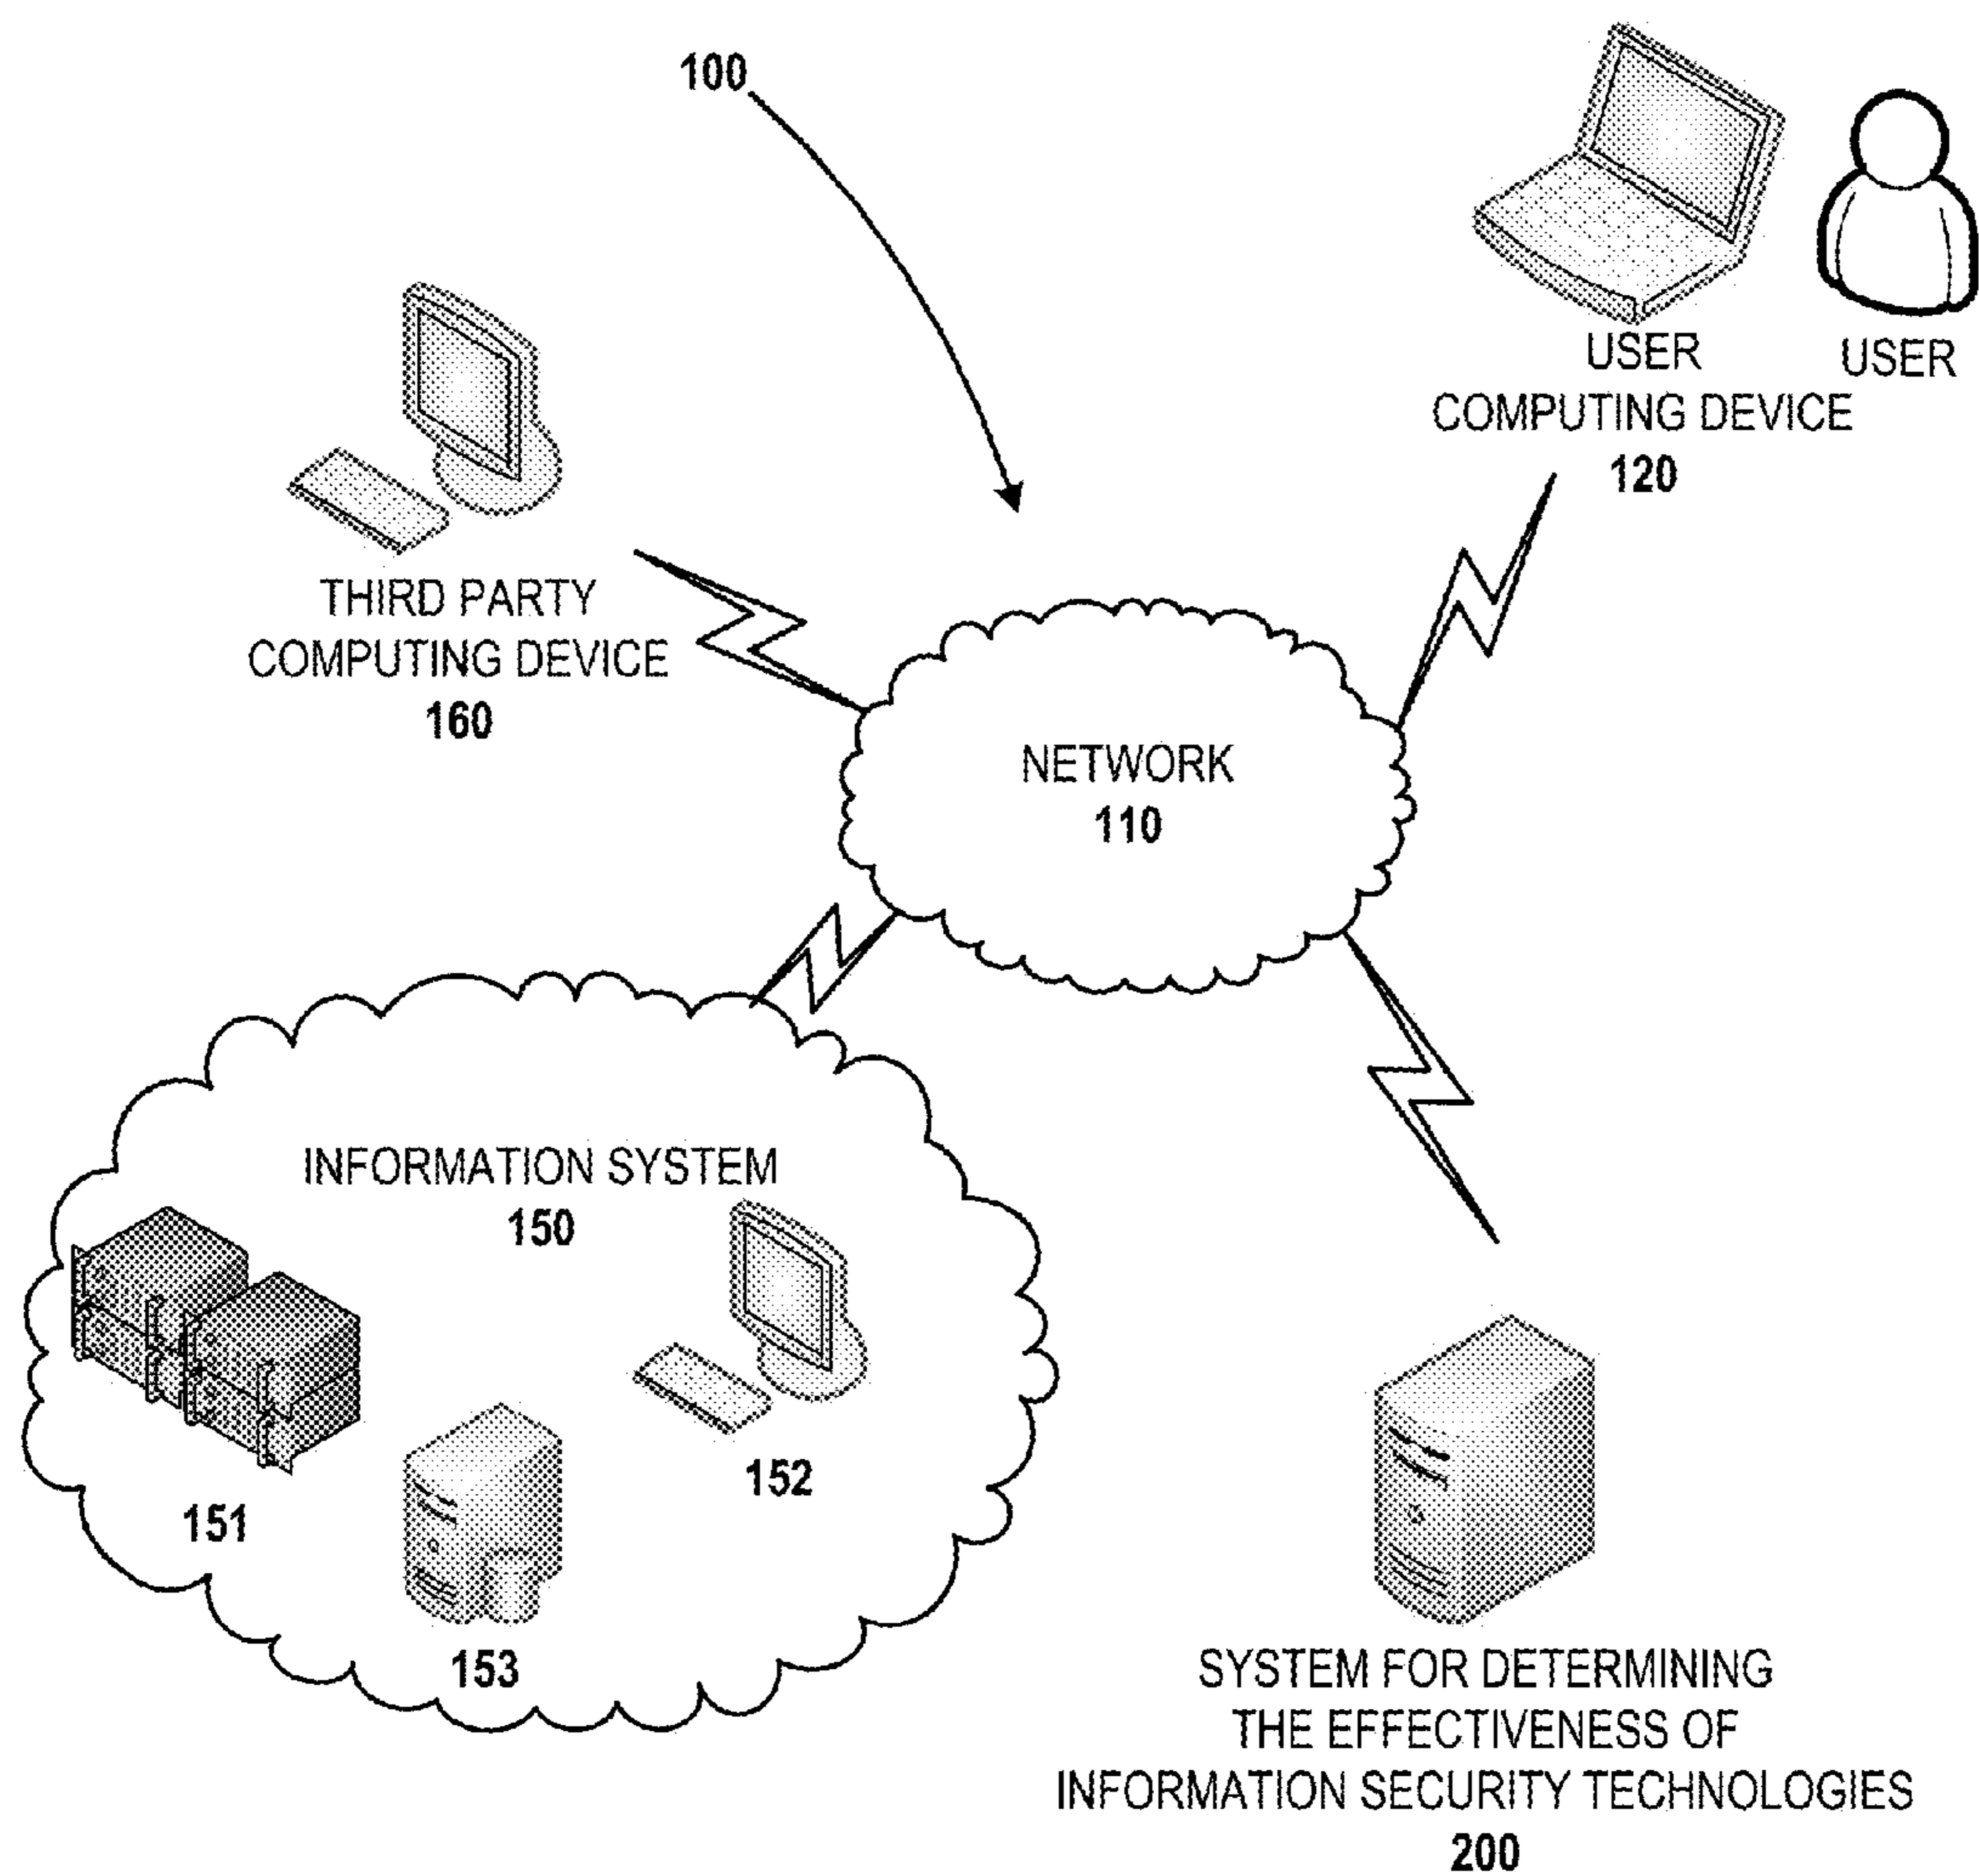 100
USER
COMPUTING DEVICE
120
USER
THIRD PARTY
COMPUTING DEVICE
160
NETWORK
110
INFORMATION SYSTEM
150
151
152
153
SYSTEM FOR DETERMINING
THE EFFECTIVENESS OF
INFORMATION SECURITY TECHNOLOGIES
200